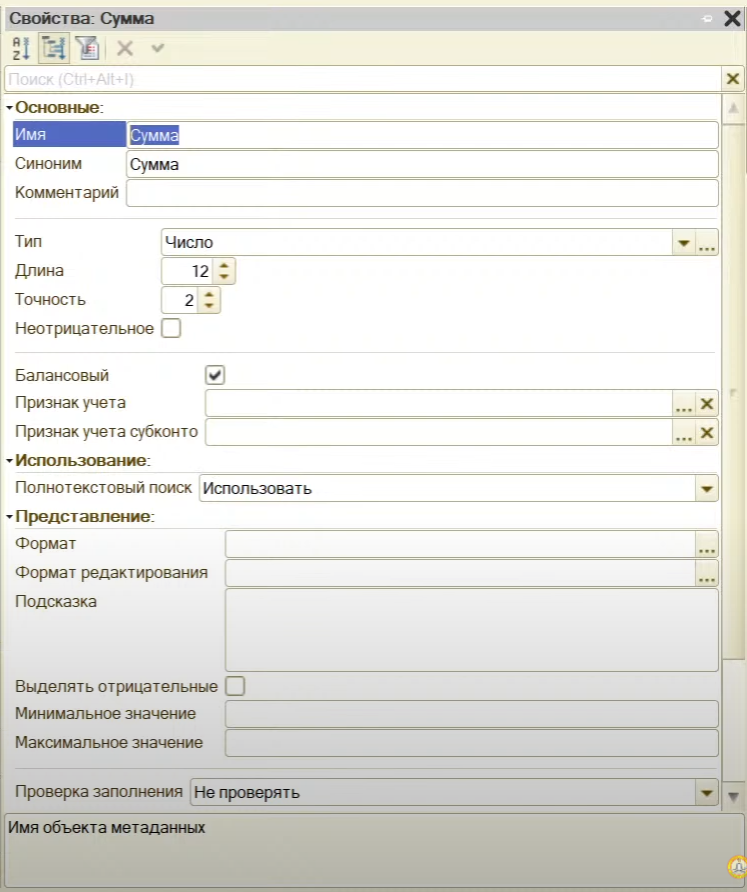 Свойства: Сумма
Поиск (Ctrl+Alt+I)
Основные:
Имя Сумма
Синоним Сумма
Комментарий
Тип Число
Длина 12
Точность 2
Неотрицательное
Балансовый
Признак учета
Признак учета субконто
Использование:
Полнотекстовый поиск Использовать
Представление:
Формат
Формат редактирования
Подсказка
Выделять отрицательные
Минимальное значение
Максимальное значение
Проверка заполнения Не проверять
Имя объекта метаданных